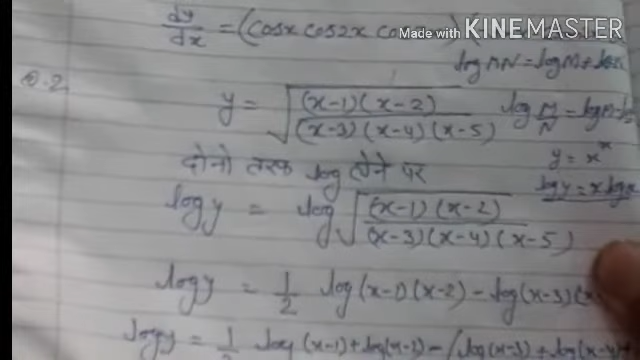 dy/dx = (cosx cos2x co
Made with KINEMASTER
log MN = log M +
Q.2
y = √((x-1)(x-2)/(x-3)(x-4)(x-5))
log M/N = log M -
y = x^x
दोनो तरफ log लेने पर
log y = x log x
log y = log √((x-1)(x-2)/(x-3)(x-4)(x-5))
log y = 1/2 log(x-1)(x-2) - log(x-3)(x
log y = 1/2 log(x-1) + log(x-2) - (log(x-3) + log(x-4)